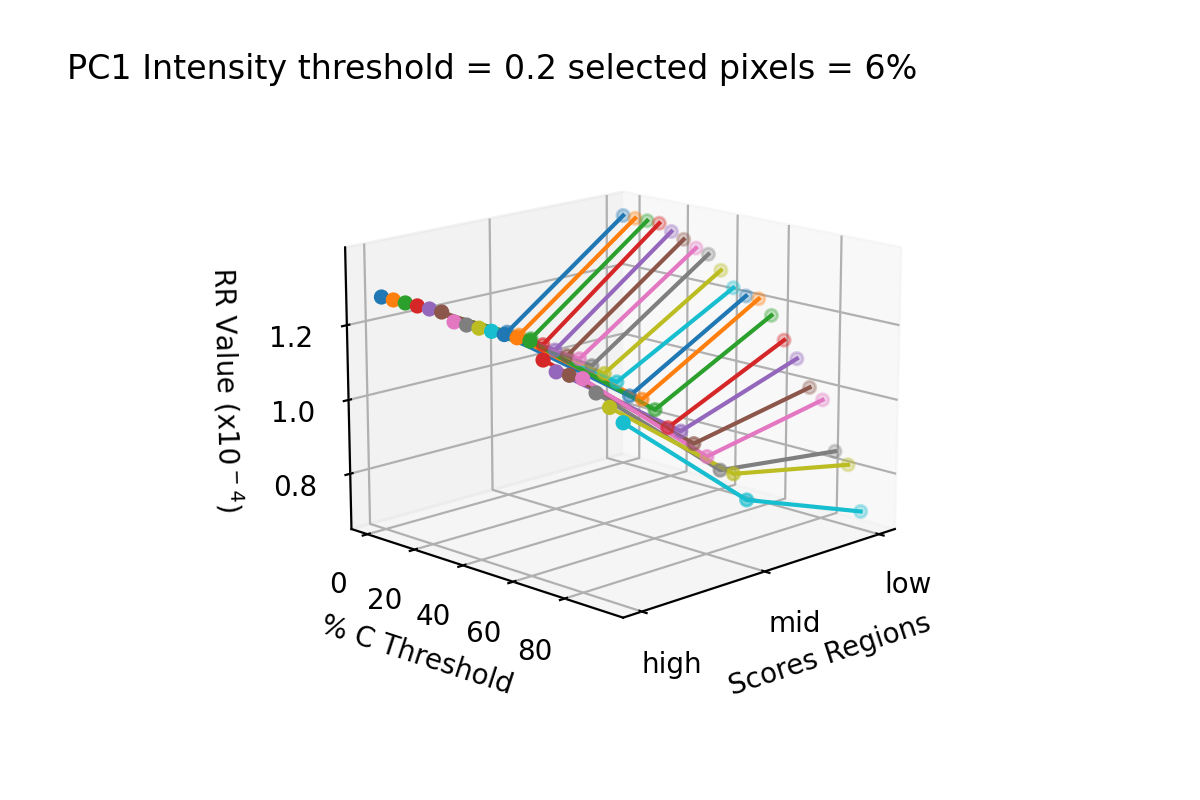 PC1 Intensity threshold = 0.2 selected pixels = 6%
RR Value (x10⁻⁴)
1.2
1.0
0.8
0
20
40
60
80
% C Threshold
high
mid
low
Scores Regions